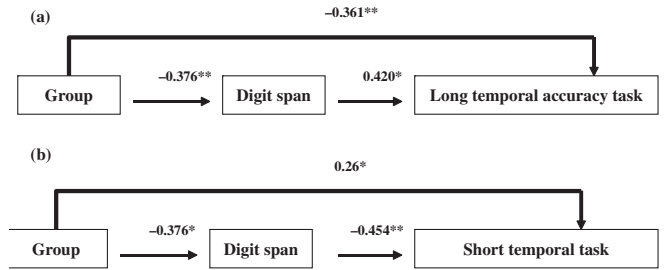 (a)
−0.361**
−0.376**
0.420*
Group
Digit span
Long temporal accuracy task
(b)
0.26*
−0.376*
−0.454**
Group
Digit span
Short temporal task